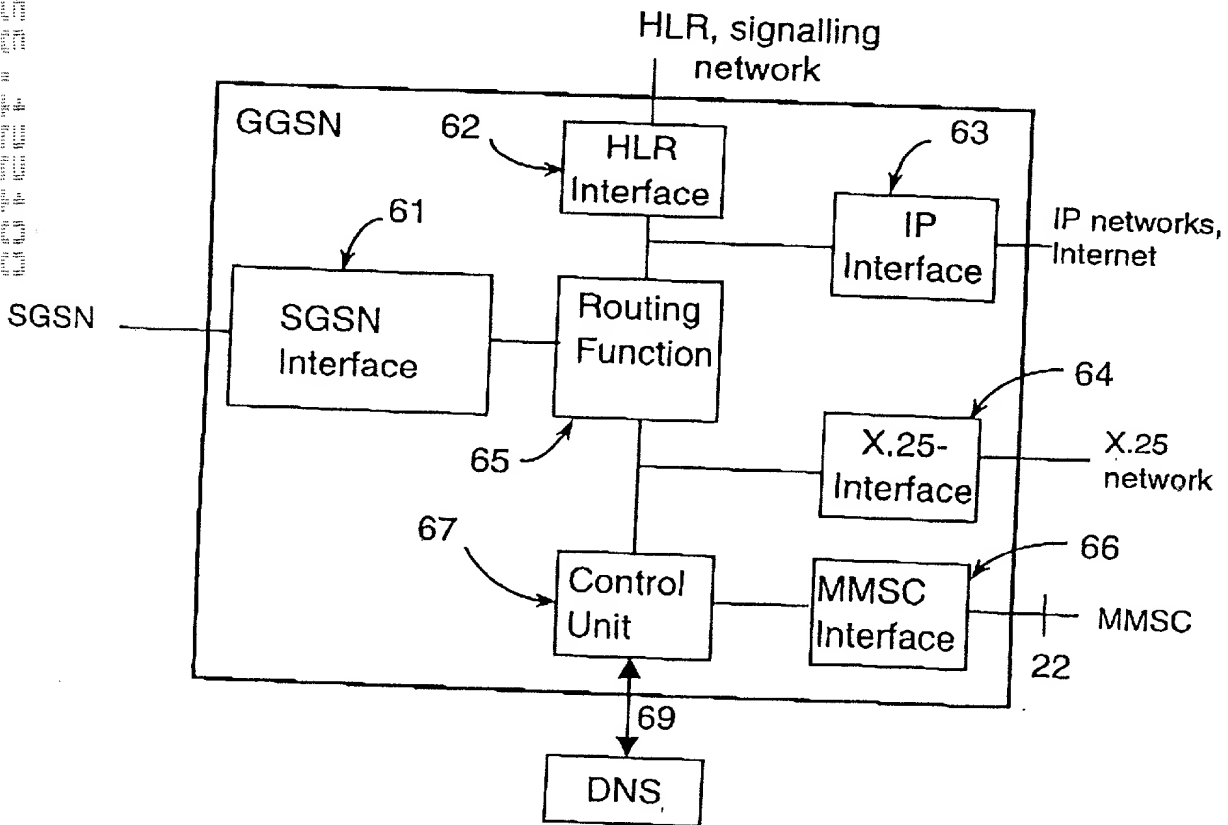 HLR, signalling
network
GGSN
62
HLR
Interface
63
IP
Interface
IP networks,
Internet
61
SGSN
SGSN
Interface
Routing
Function
65
64
X.25-
Interface
X.25
network
67
Control
Unit
66
MMSC
Interface
MMSC
22
69
DNS